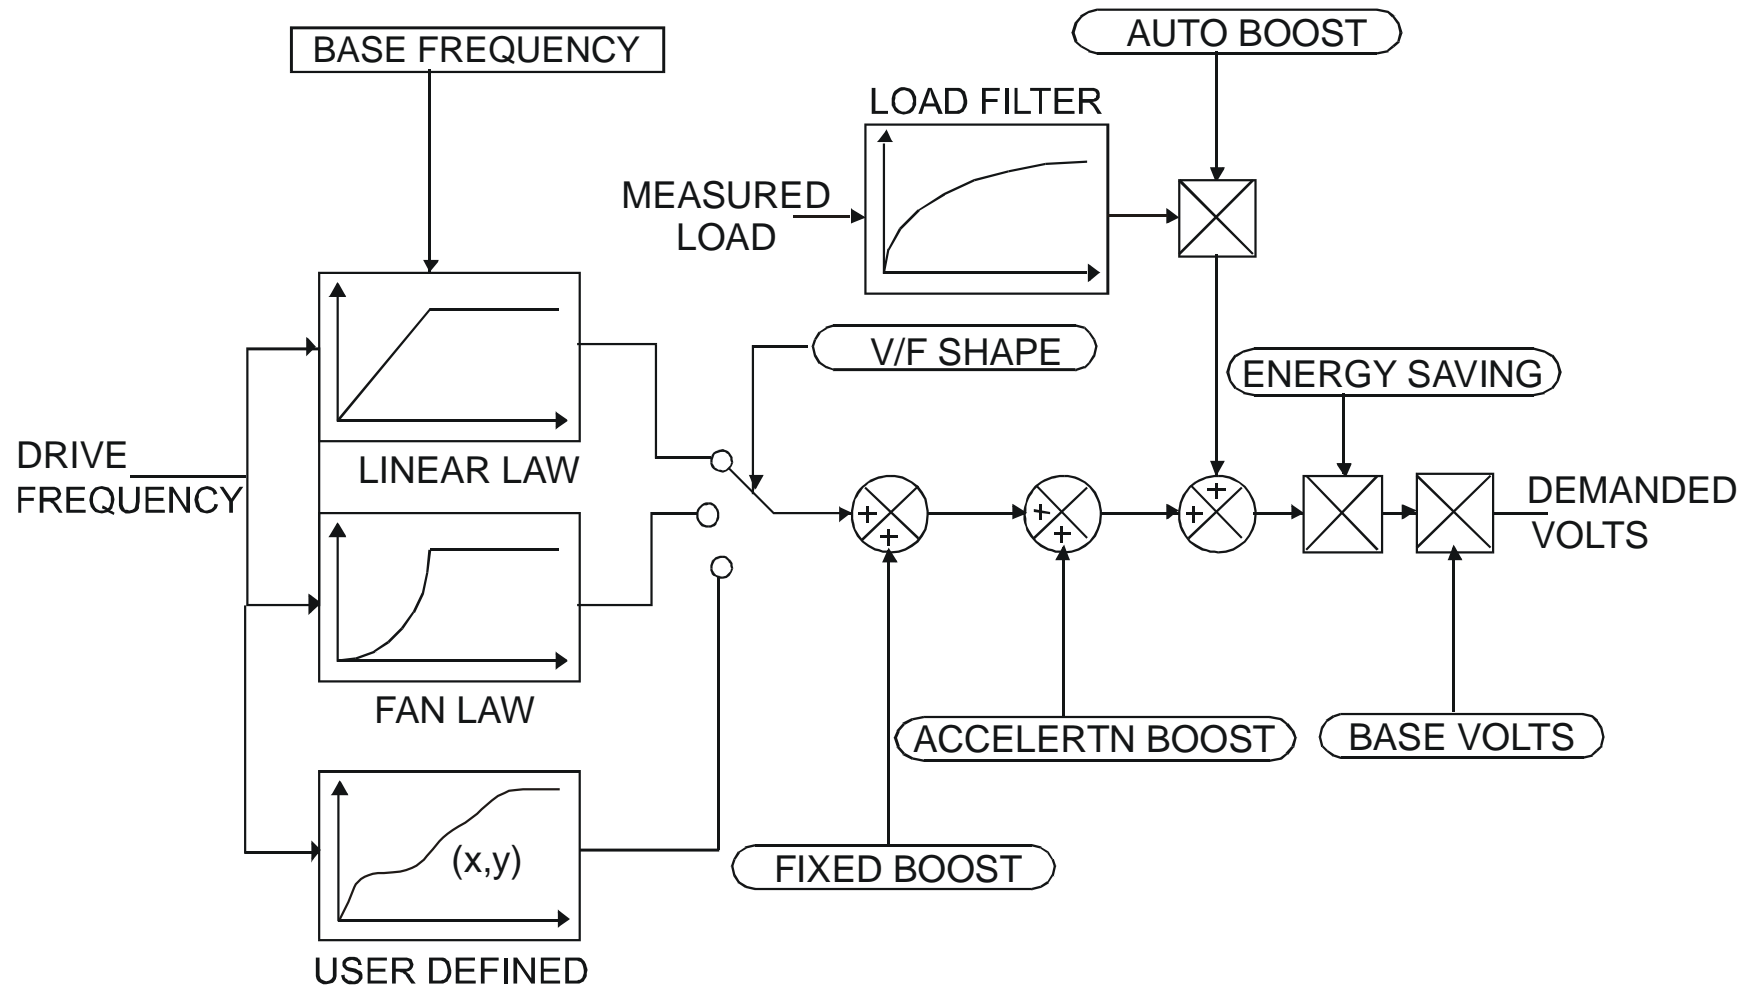 BASE FREQUENCY
AUTO BOOST
LOAD FILTER
MEASURED
LOAD
V/F SHAPE
ENERGY SAVING
DRIVE
FREQUENCY
LINEAR LAW
+
+
+
+
+
+
DEMANDED
VOLTS
FAN LAW
ACCELERTN BOOST
BASE VOLTS
(x,y)
FIXED BOOST
USER DEFINED